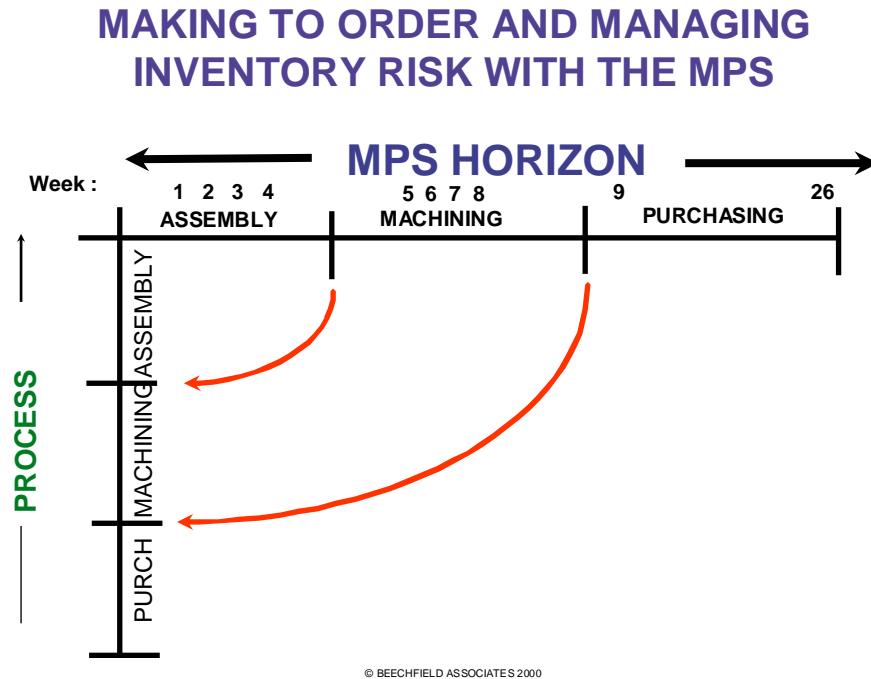 MAKING TO ORDER AND MANAGING
INVENTORY RISK WITH THE MPS
MPS HORIZON
Week :
1 2 3 4
5 6 7 8
9
26
ASSEMBLY
MACHINING
PURCHASING
ASSEMBLY
MACHINING
PURCH
PROCESS
© BEECHFIELD ASSOCIATES 2000